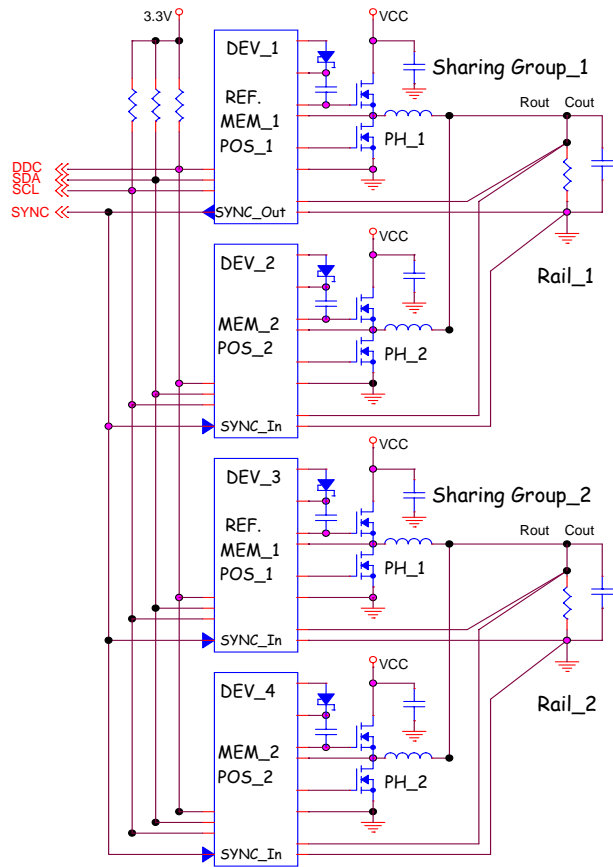 3.3V
VCC
DEV_1
Sharing Group_1
REF.
Rout Cout
MEM_1
POS_1
PH_1
DDC
SDA
SCL
SYNC
SYNC_Out
VCC
DEV_2
Rail_1
MEM_2
POS_2
PH_2
SYNC_In
VCC
DEV_3
Sharing Group_2
REF.
Rout Cout
MEM_1
POS_1
PH_1
SYNC_In
VCC
DEV_4
Rail_2
MEM_2
POS_2
PH_2
SYNC_In